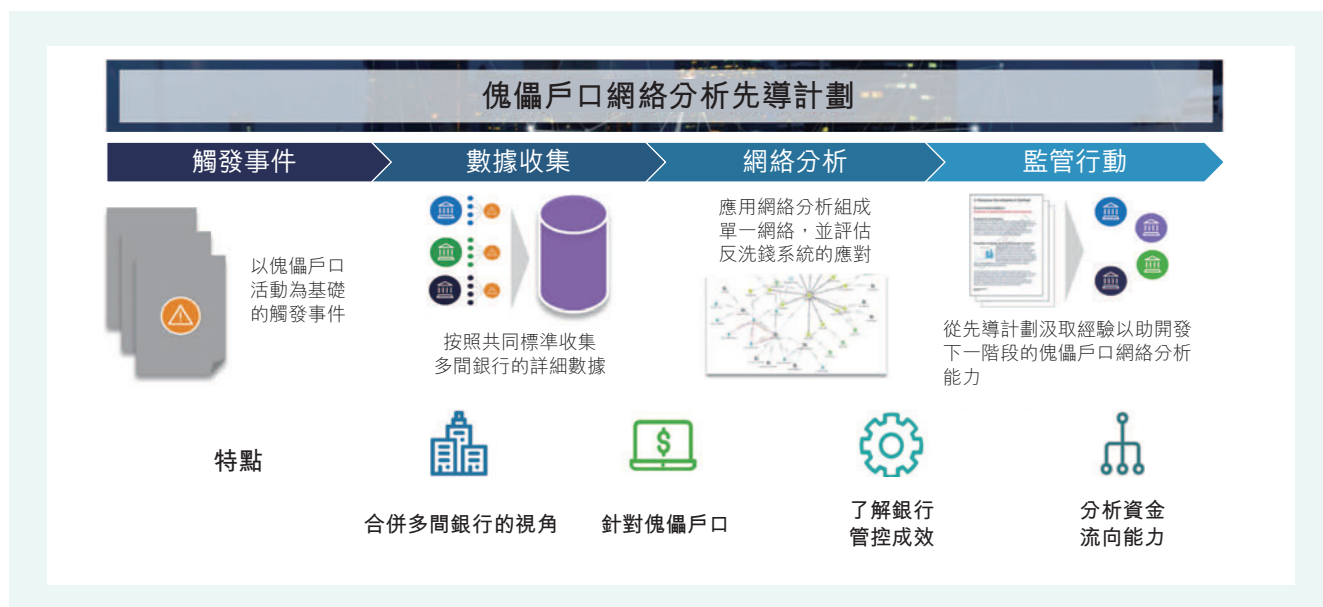 傀儡戶口網絡分析先導計劃
觸發事件
數據收集
網絡分析
監管行動
以傀儡戶口
活動為基礎
的觸發事件
按照共同標準收集
多間銀行的詳細數據
應用網絡分析組成
單一網絡，並評估
反洗錢系統的應對
從先導計劃汲取經驗以助開發
下一階段的傀儡戶口網絡分析
能力
特點
合併多間銀行的視角
針對傀儡戶口
了解銀行
管控成效
分析資金
流向能力